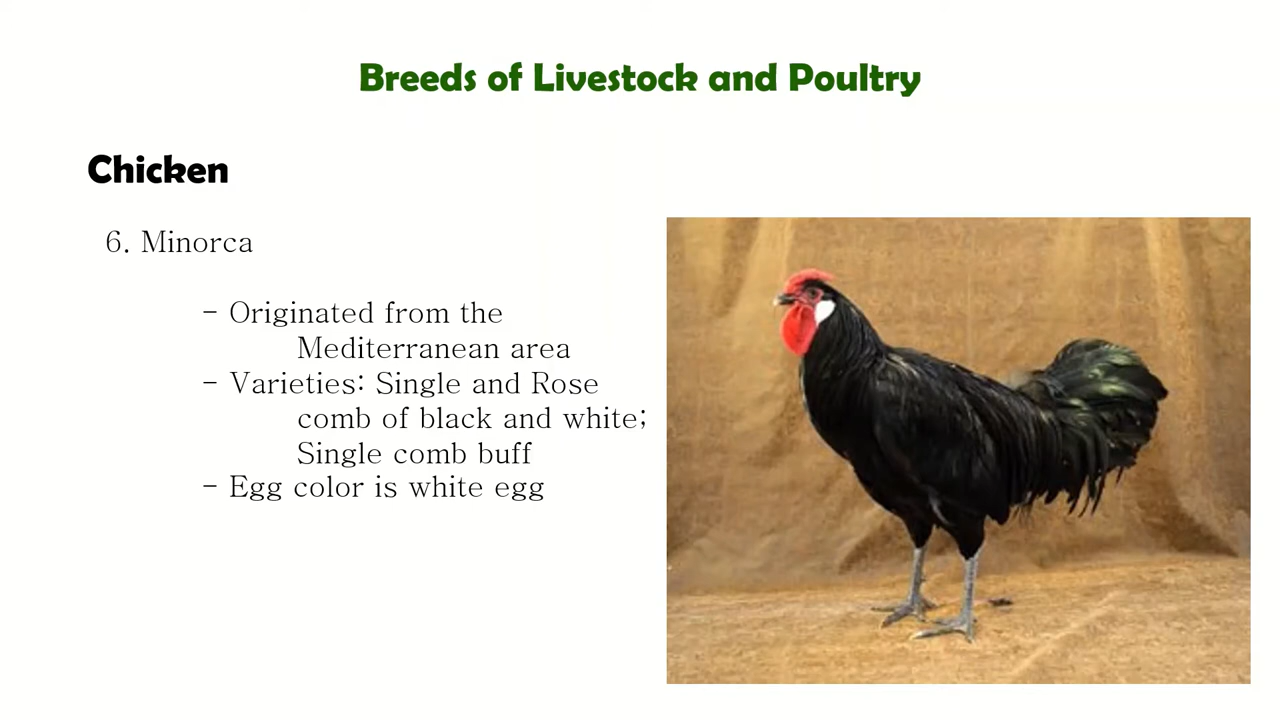 Breeds of Livestock and Poultry
Chicken
6. Minorca
- Originated from the
Mediterranean area
- Varieties: Single and Rose
comb of black and white;
Single comb buff
- Egg color is white egg